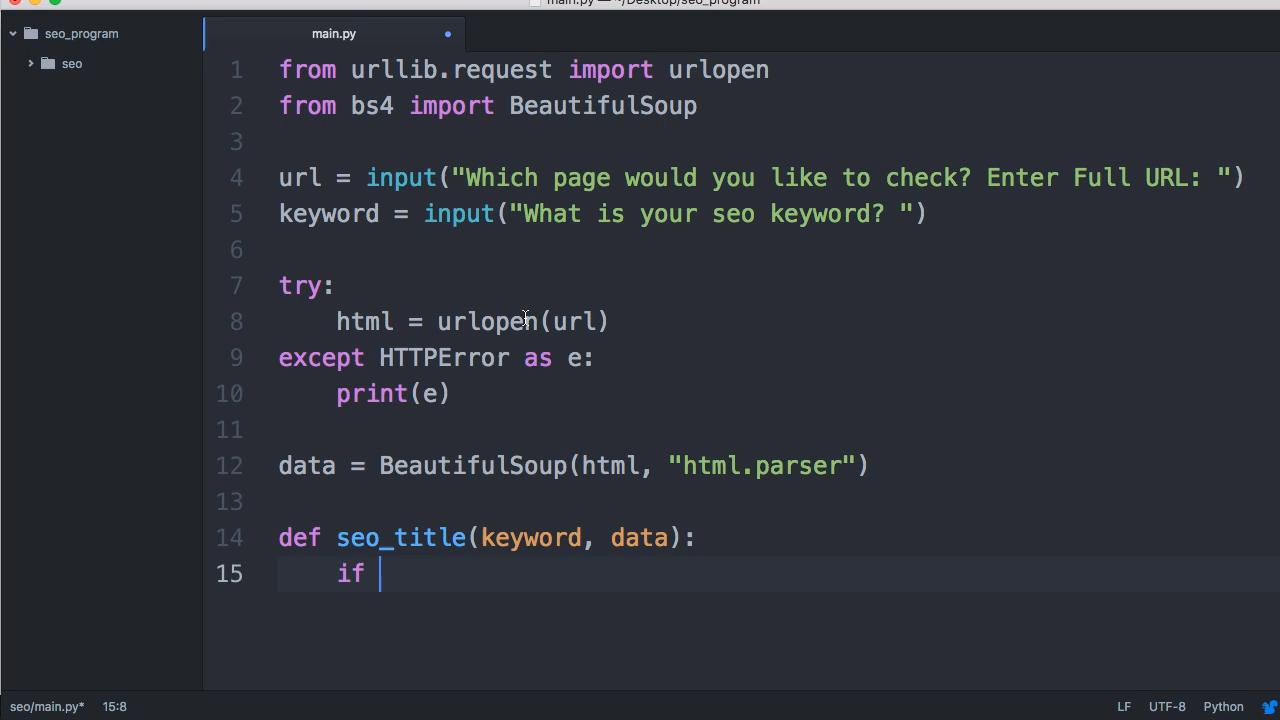 main.py — ~/Desktop/seo_program
seo_program
seo
main.py
1 from urllib.request import urlopen
2 from bs4 import BeautifulSoup
3
4 url = input("Which page would you like to check? Enter Full URL: ")
5 keyword = input("What is your seo keyword? ")
6
7 try:
8 html = urlopen(url)
9 except HTTPError as e:
10 print(e)
11
12 data = BeautifulSoup(html, "html.parser")
13
14 def seo_title(keyword, data):
15 if
seo/main.py* 15:8 LF UTF-8 Python